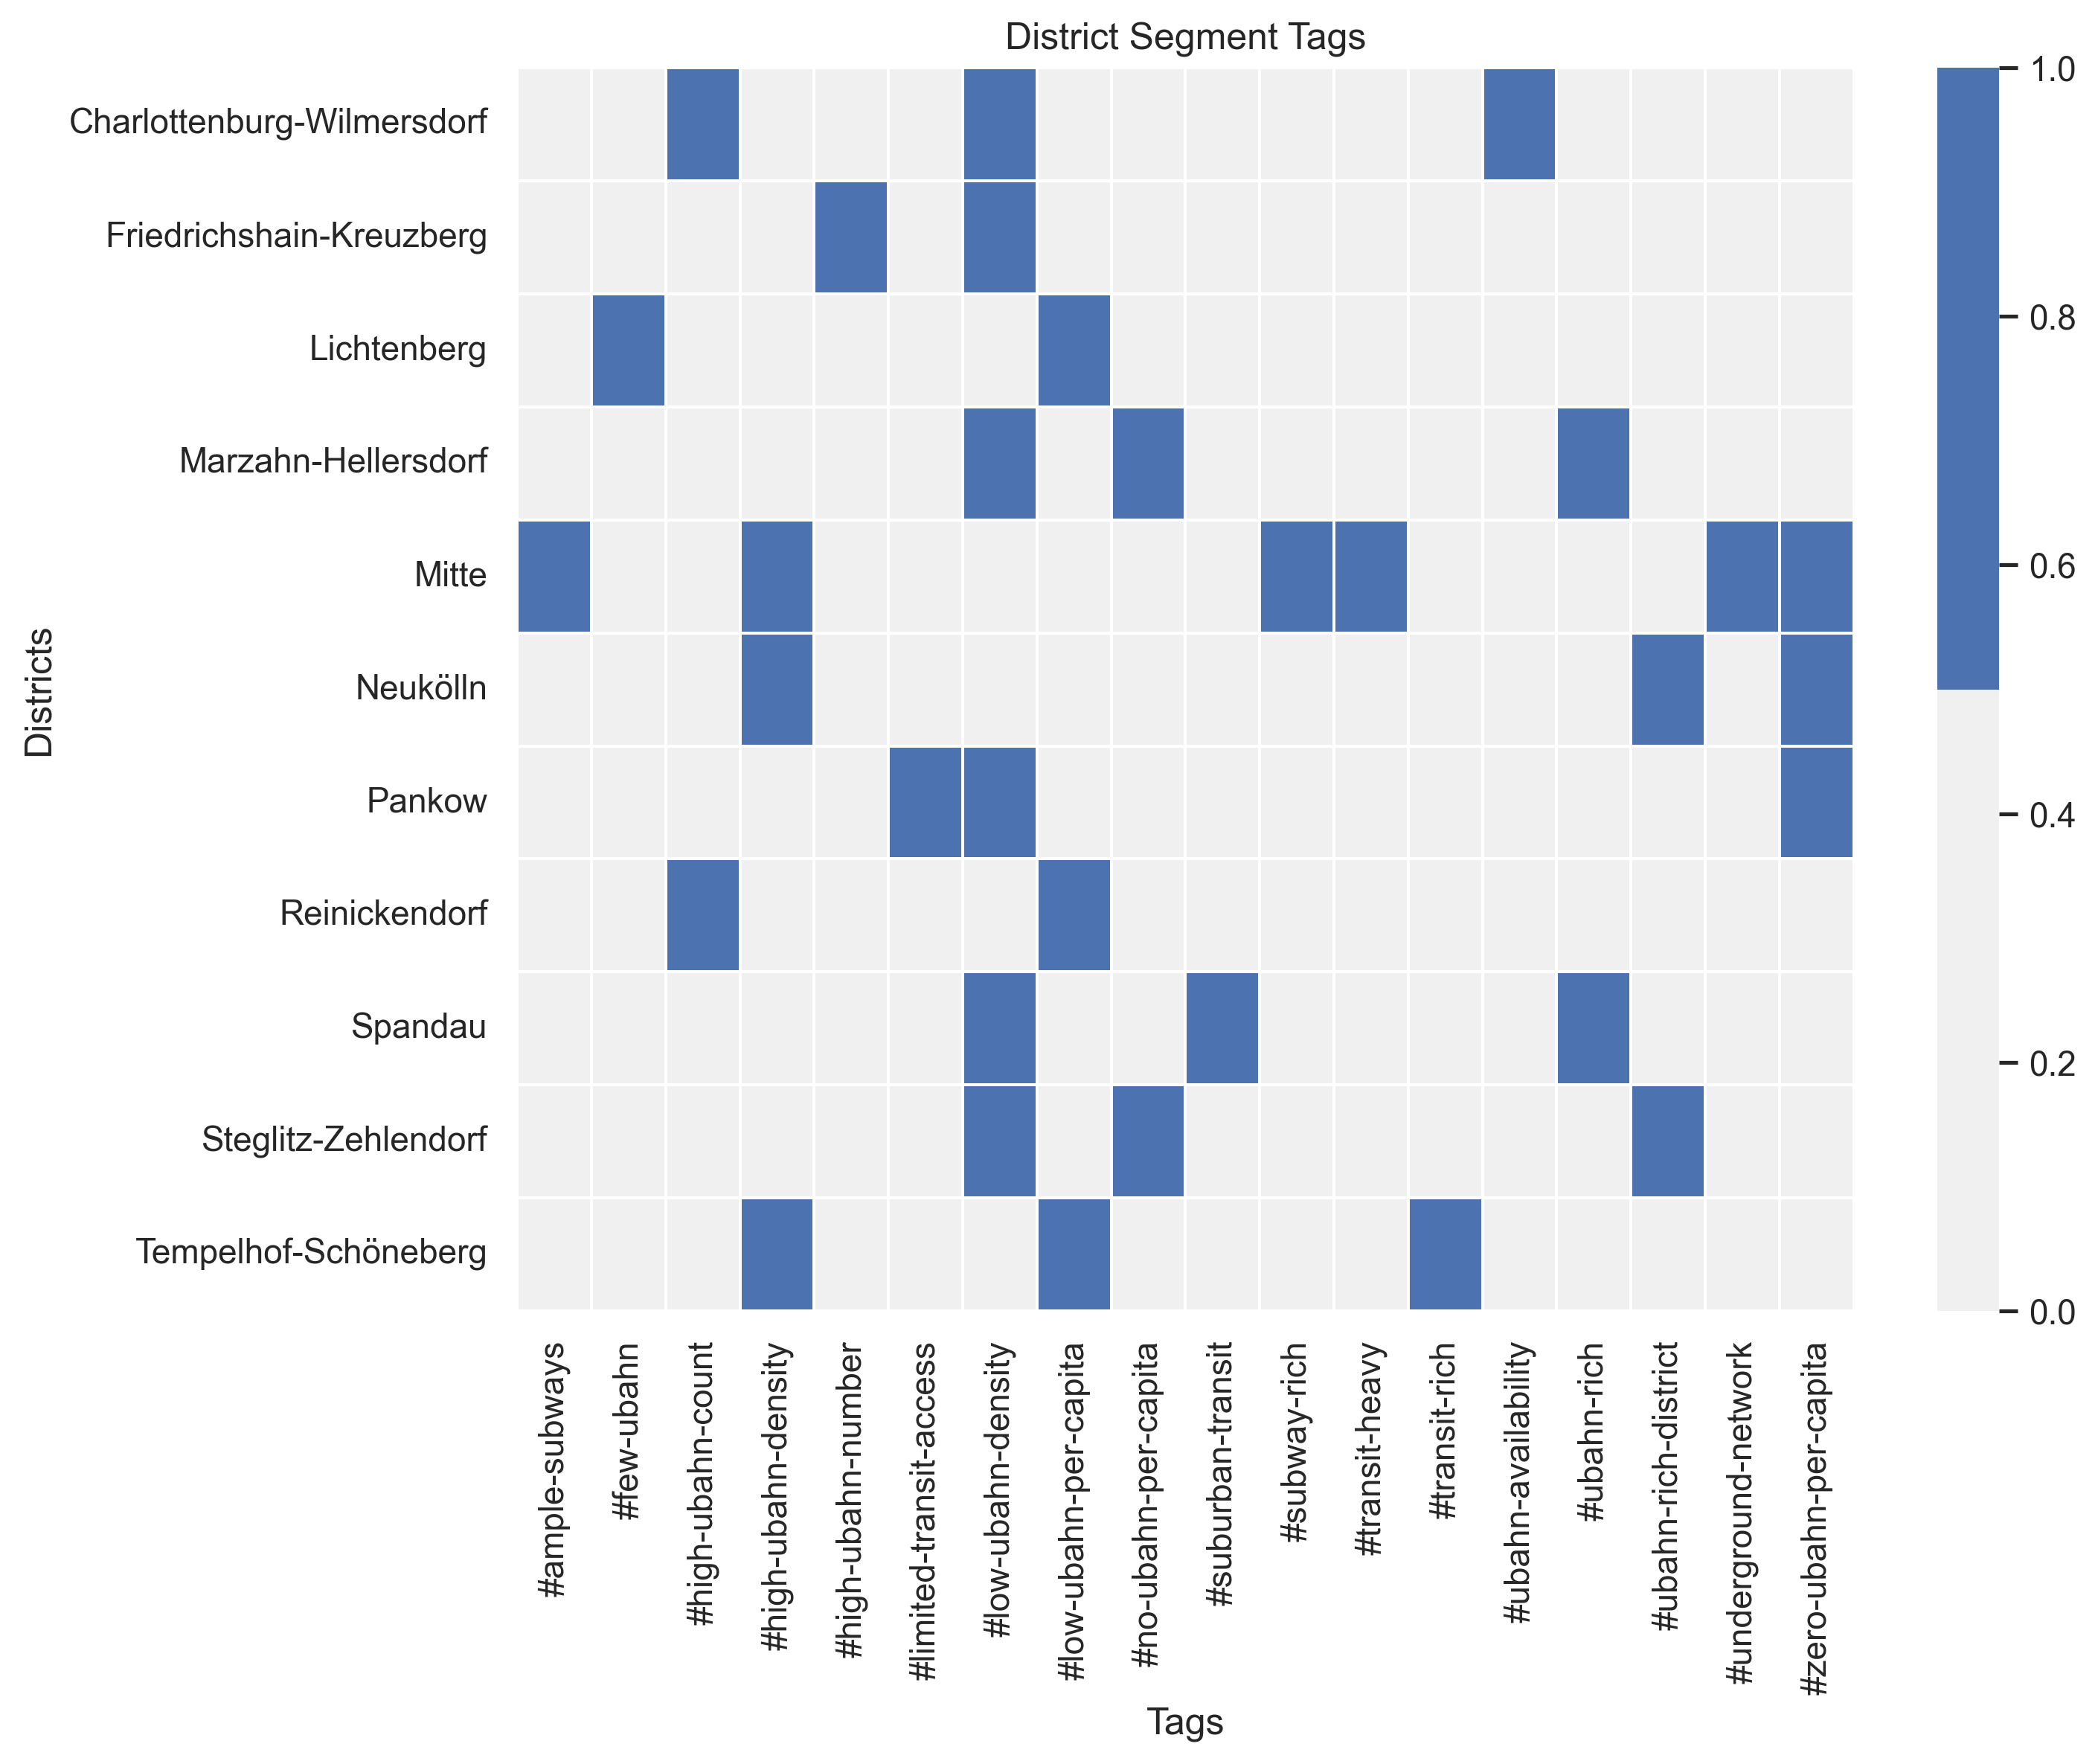 District Segment Tags
Districts
Charlottenburg-Wilmersdorf
Friedrichshain-Kreuzberg
Lichtenberg
Marzahn-Hellersdorf
Mitte
Neukölln
Pankow
Reinickendorf
Spandau
Steglitz-Zehlendorf
Tempelhof-Schöneberg
#ample-subways
#few-ubahn
#high-ubahn-count
#high-ubahn-density
#high-ubahn-number
#limited-transit-access
#low-ubahn-density
#low-ubahn-per-capita
#no-ubahn-per-capita
#suburban-transit
#subway-rich
#transit-heavy
#transit-rich
#ubahn-availability
#ubahn-rich
#ubahn-rich-district
#underground-network
#zero-ubahn-per-capita
Tags
1.0
0.8
0.6
0.4
0.2
0.0